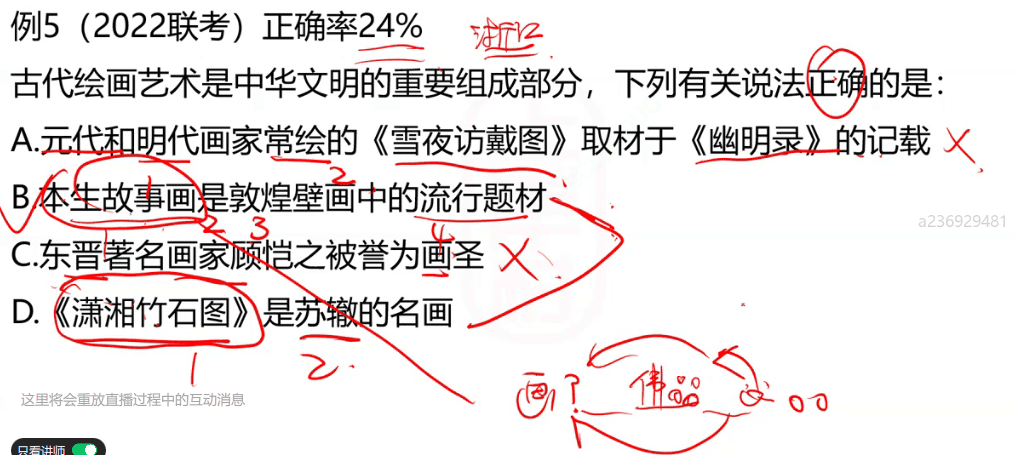 例5（2022联考）正确率24%
浙江
古代绘画艺术是中华文明的重要组成部分，下列有关说法正确的是：
A.元代和明代画家常绘的《雪夜访戴图》取材于《幽明录》的记载
2
B.本生故事画是敦煌壁画中的流行题材
1
a236929481
1 2 3 4
C.东晋著名画家顾恺之被誉为画圣
D.《潇湘竹石图》是苏辙的名画
1 2
画?
这里将会重放直播过程中的互动消息
只看讲师